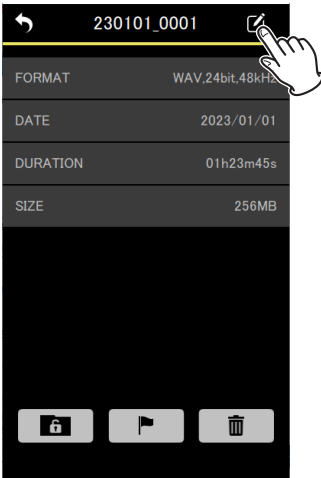 230101_0001
FORMAT WAV,24bit,48kHz
DATE 2023/01/01
DURATION 01h23m45s
SIZE 256MB